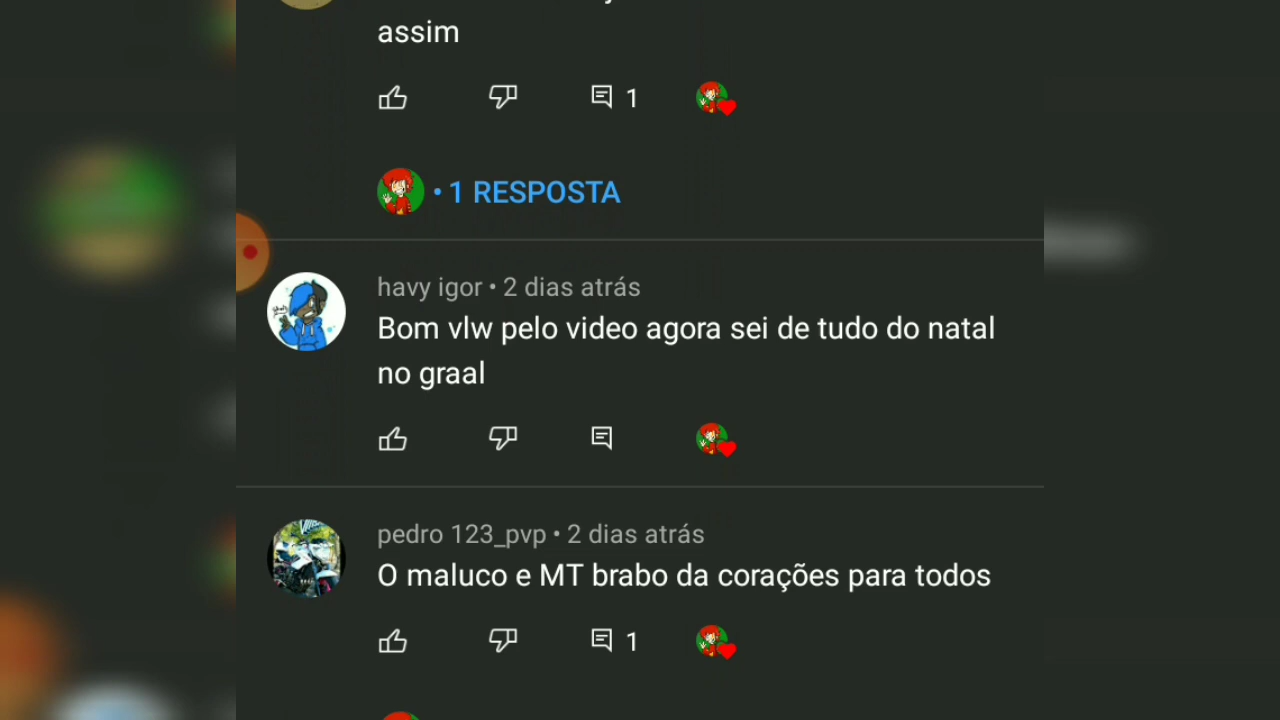 assim
1
• 1 RESPOSTA
havy igor • 2 dias atrás
Bom vlw pelo video agora sei de tudo do natal
no graal
pedro 123_pvp • 2 dias atrás
O maluco e MT brabo da corações para todos
1